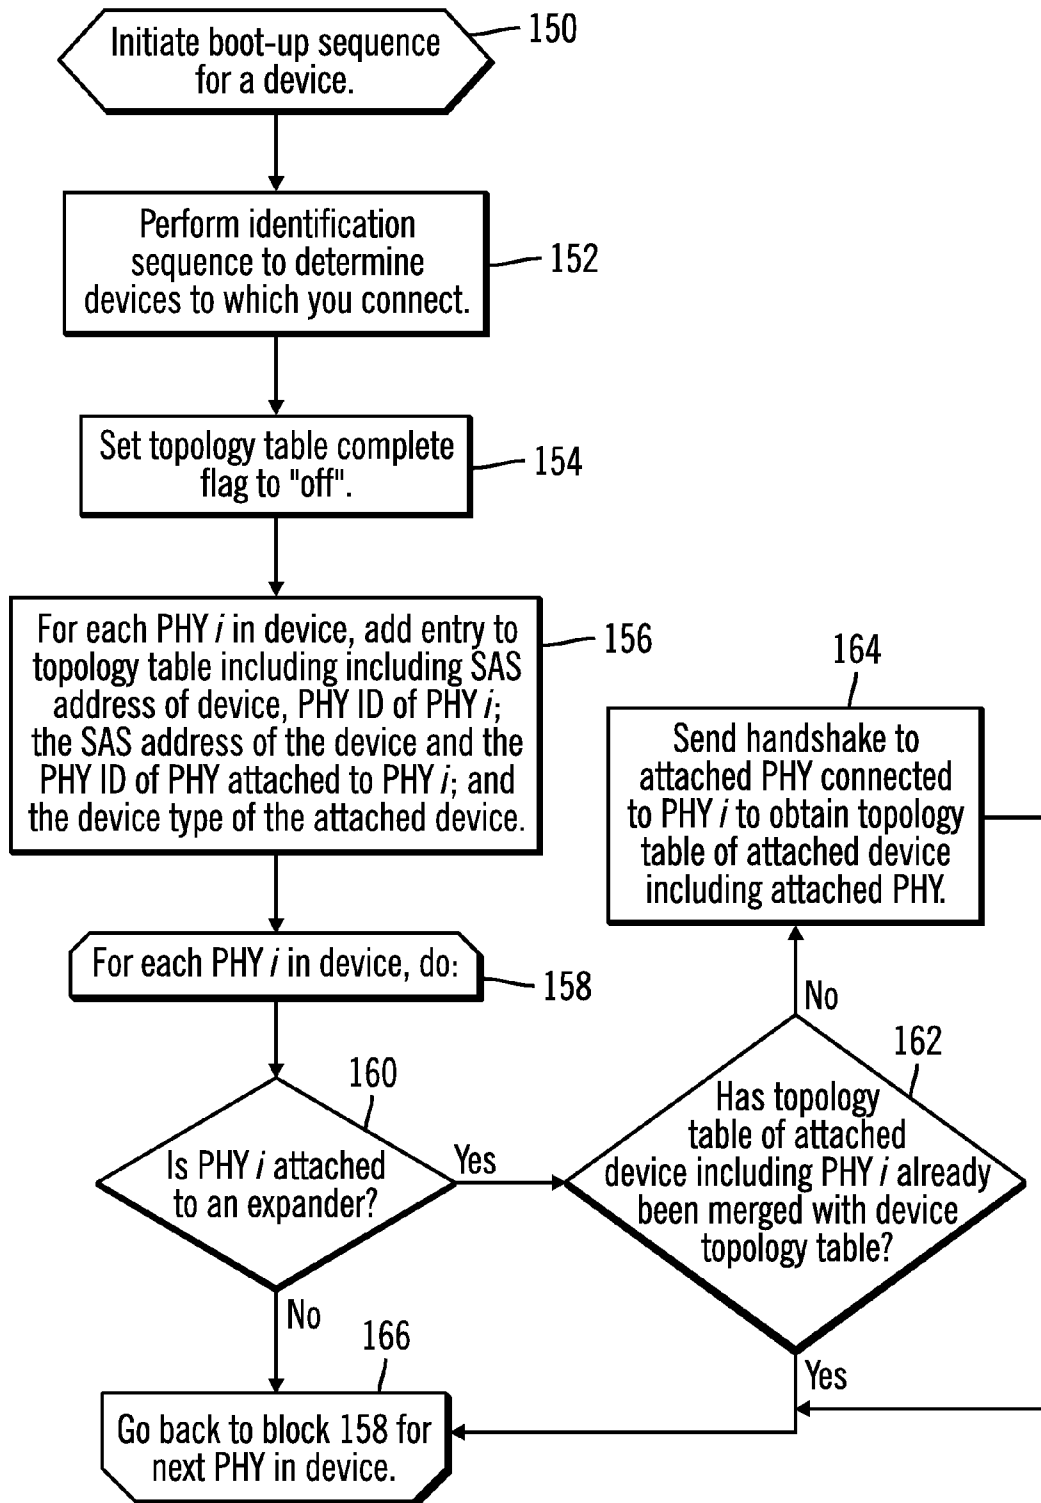 Initiate boot-up sequence
for a device.
150
Perform identification
sequence to determine
devices to which you connect.
152
Set topology table complete
flag to "off".
154
For each PHY i in device, add entry to
topology table including including SAS
address of device, PHY ID of PHY i;
the SAS address of the device and the
PHY ID of PHY attached to PHY i; and
the device type of the attached device.
156
For each PHY i in device, do:
158
160
Is PHY i attached
to an expander?
Yes
No
162
Has topology
table of attached
device including PHY i already
been merged with device
topology table?
No
Yes
164
Send handshake to
attached PHY connected
to PHY i to obtain topology
table of attached device
including attached PHY.
166
Go back to block 158 for
next PHY in device.